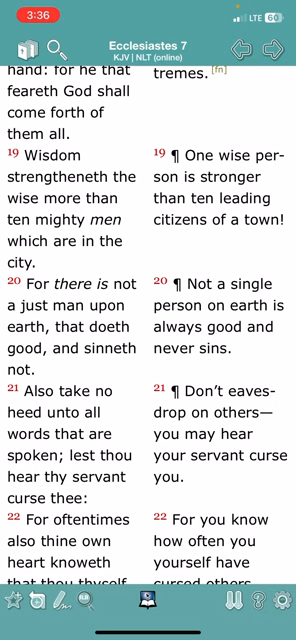 3:36
LTE 60
Ecclesiastes 7
KJV | NLT (online)
hand: for he that
feareth God shall
come forth of
them all.
tremes. [fn]
19 Wisdom
strengtheneth the
wise more than
ten mighty men
which are in the
city.
19 ¶ One wise per-
son is stronger
than ten leading
citizens of a town!
20 For there is not
a just man upon
earth, that doeth
good, and sinneth
not.
20 ¶ Not a single
person on earth is
always good and
never sins.
21 Also take no
heed unto all
words that are
spoken; lest thou
hear thy servant
curse thee:
21 ¶ Don’t eaves-
drop on others—
you may hear
your servant curse
you.
22 For oftentimes
also thine own
heart knoweth
that thou thyself
22 ¶ For you know
how often you
yourself have
cursed others.